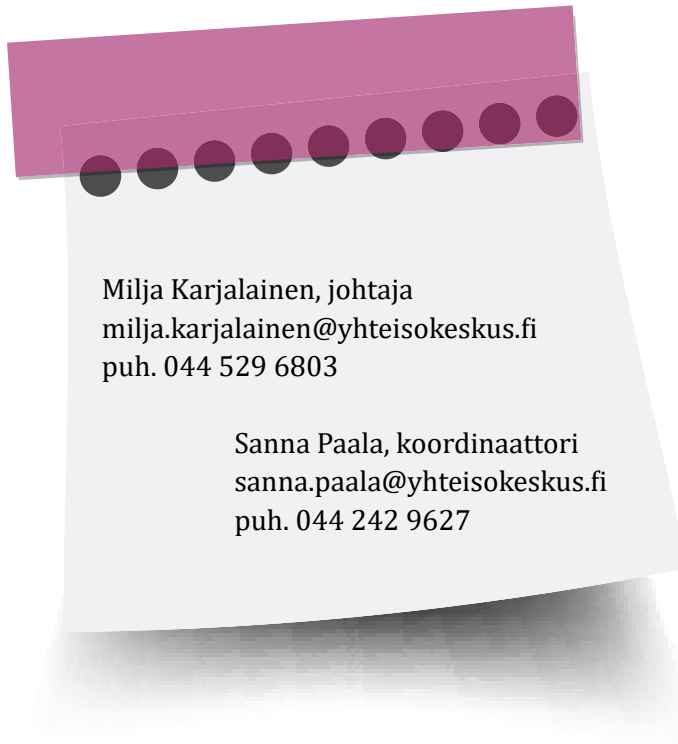 Milja Karjalainen, johtaja
milja.karjalainen@yhteisokeskus.fi
puh. 044 529 6803
Sanna Paala, koordinaattori
sanna.paala@yhteisokeskus.fi
puh. 044 242 9627